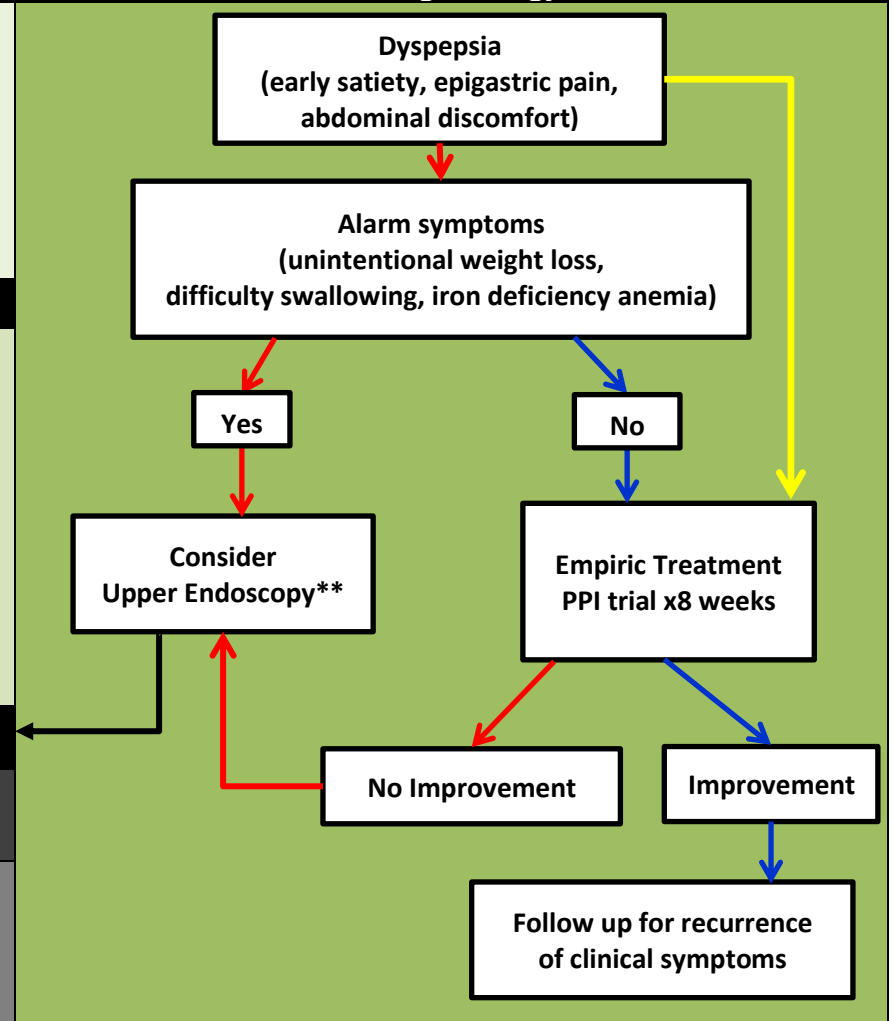 Dyspepsia
(early satiety, epigastric pain,
abdominal discomfort)
Alarm symptoms
(unintentional weight loss,
difficulty swallowing, iron deficiency anemia)
Yes
No
Consider
Upper Endoscopy**
Empiric Treatment
PPI trial x8 weeks
No Improvement
Improvement
Follow up for recurrence
of clinical symptoms